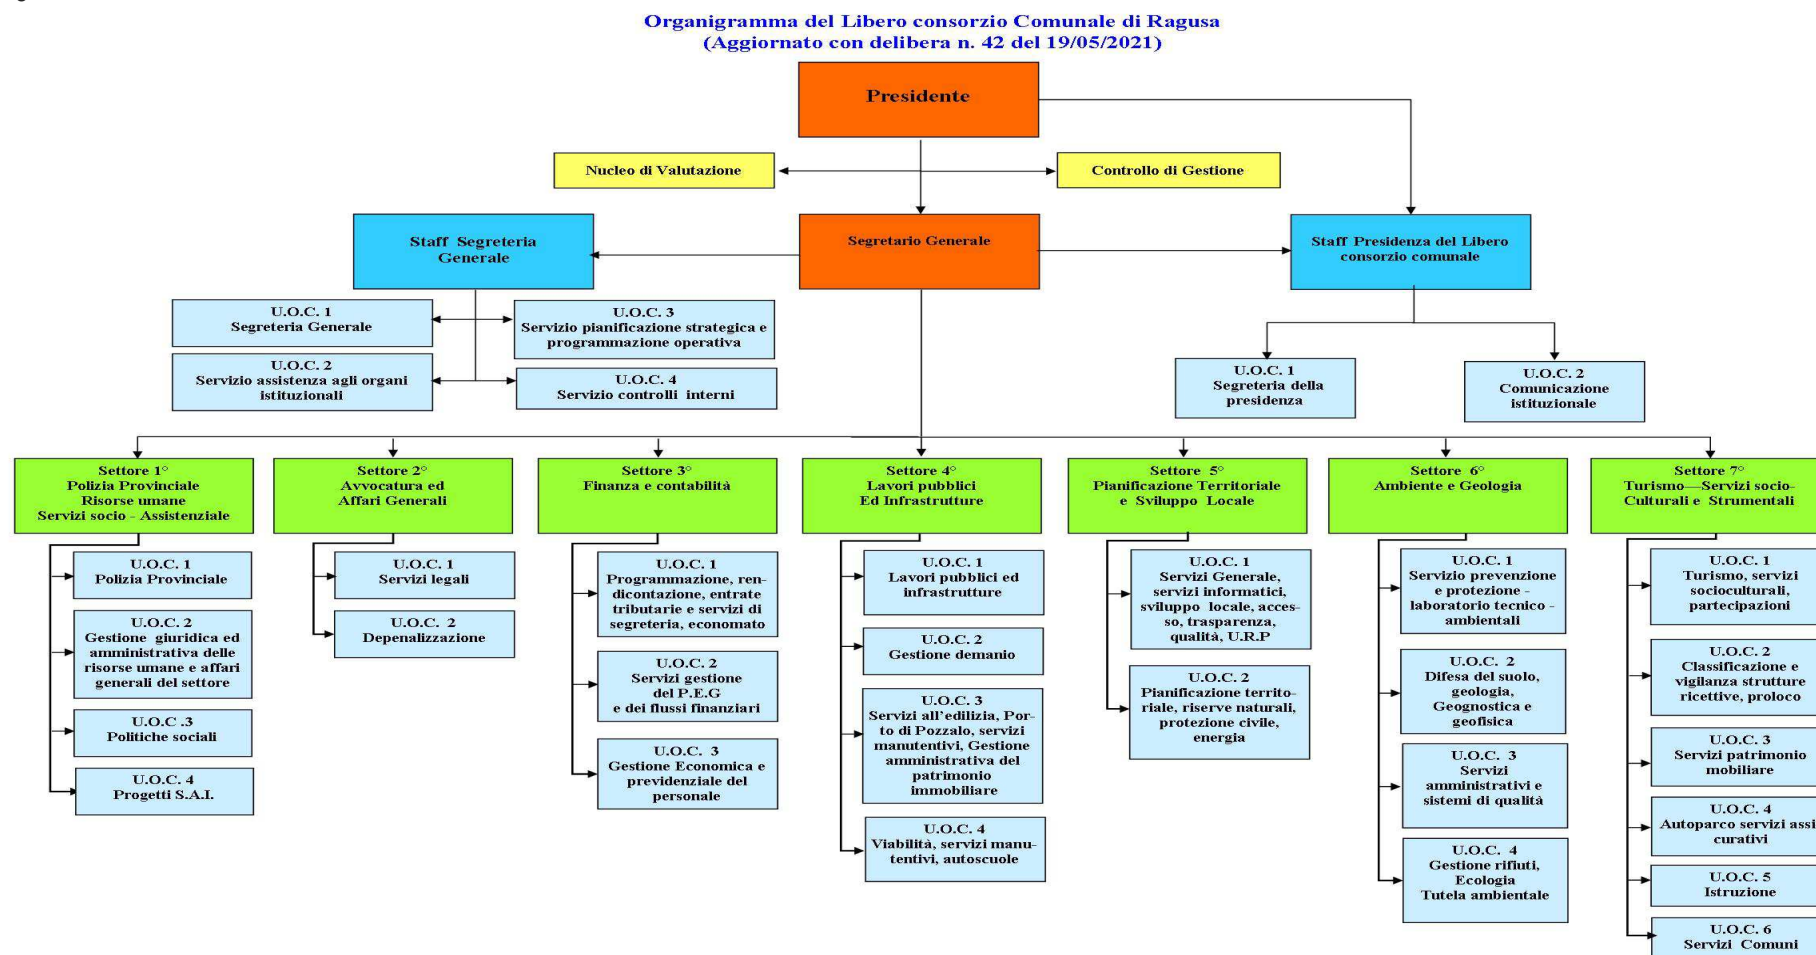 Organigramma del Libero consorzio Comunale di Ragusa
(Aggiornato con delibera n. 42 del 19/05/2021)
Presidente
Nucleo di Valutazione
Controllo di Gestione
Staff Segreteria
Generale
Segretario Generale
Staff Presidenza del Libero
consorzio comunale
U.O.C. 1
Segreteria Generale
U.O.C. 3
Servizio pianificazione strategica e
programmazione operativa
U.O.C. 2
Servizio assistenza agli organi
istituzionali
U.O.C. 4
Servizio controlli interni
U.O.C. 1
Segreteria della
presidenza
U.O.C. 2
Comunicazione
istituzionale
Settore 1°
Polizia Provinciale
Risorse umane
Servizi socio - Assistenziale
U.O.C. 1
Polizia Provinciale
U.O.C. 2
Gestione giuridica ed
amministrativa delle
risorse umane e affari
generali del settore
U.O.C .3
Politiche sociali
U.O.C. 4
Progetti S.A.I.
Settore 2°
Avvocatura ed
Affari Generali
U.O.C. 1
Servizi legali
U.O.C. 2
Depenalizzazione
Settore 3°
Finanza e contabilità
U.O.C. 1
Programmazione, ren-
dicontazione, entrate
tributarie e servizi di
segreteria, economato
U.O.C. 2
Servizi gestione
del P.E.G
e dei flussi finanziari
U.O.C. 3
Gestione Economica e
previdenziale del
personale
Settore 4°
Lavori pubblici
Ed Infrastrutture
U.O.C. 1
Lavori pubblici ed
infrastrutture
U.O.C. 2
Gestione demanio
U.O.C. 3
Servizi all'edilizia, Por-
to di Pozzalo, servizi
manutentivi, Gestione
amministrativa del
patrimonio
immobiliare
U.O.C. 4
Viabilità, servizi manu-
tentivi, autoscuole
Settore 5°
Pianificazione Territoriale
e Sviluppo Locale
U.O.C. 1
Servizi Generale,
servizi informatici,
sviluppo locale, acces-
so, trasparenza,
qualità, U.R.P
U.O.C. 2
Pianificazione territo-
riale, riserve naturali,
protezione civile,
energia
Settore 6°
Ambiente e Geologia
U.O.C. 1
Servizio prevenzione
e protezione -
laboratorio tecnico -
ambientali
U.O.C. 2
Difesa del suolo,
geologia,
Geognostica e
geofisica
U.O.C. 3
Servizi
amministrativi e
sistemi di qualità
U.O.C. 4
Gestione rifiuti,
Ecologia
Tutela ambientale
Settore 7°
Turismo—Servizi socio-
Culturali e Strumentali
U.O.C. 1
Turismo, servizi
socioculturali,
partecipazioni
U.O.C. 2
Classificazione e
vigilanza strutture
ricettive, proloco
U.O.C. 3
Servizi patrimonio
mobiliare
U.O.C. 4
Autoparco servizi assi
curativi
U.O.C. 5
Istruzione
U.O.C. 6
Servizi Comuni